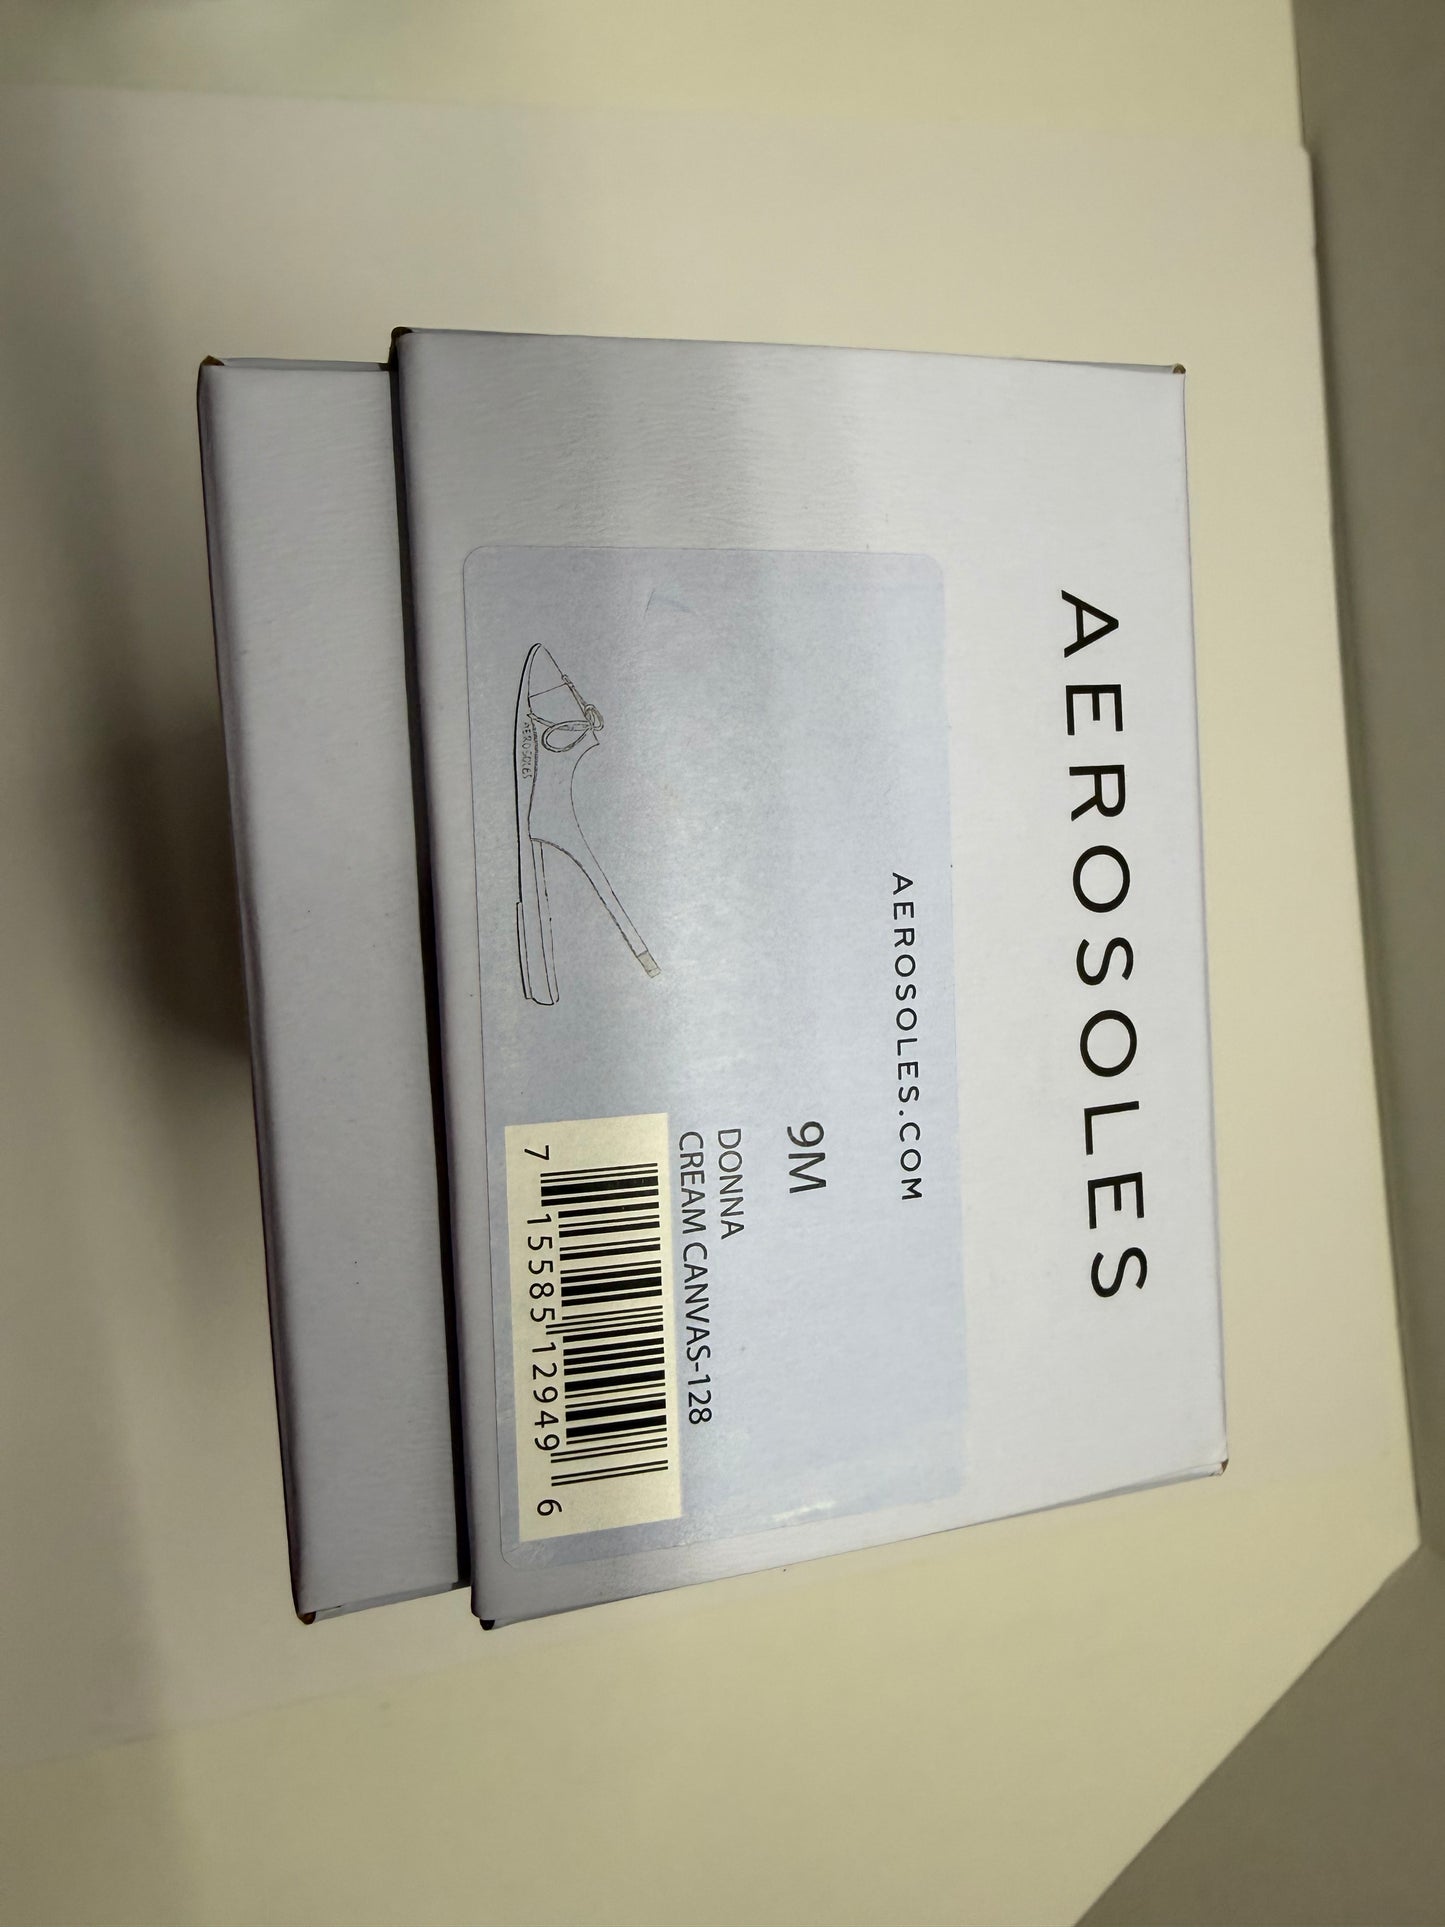 AEROSOLES
AEROSOLES.COM
9M
DONNA
CREAM CANVAS-128
7 15585 12949 6
AEROSOLES